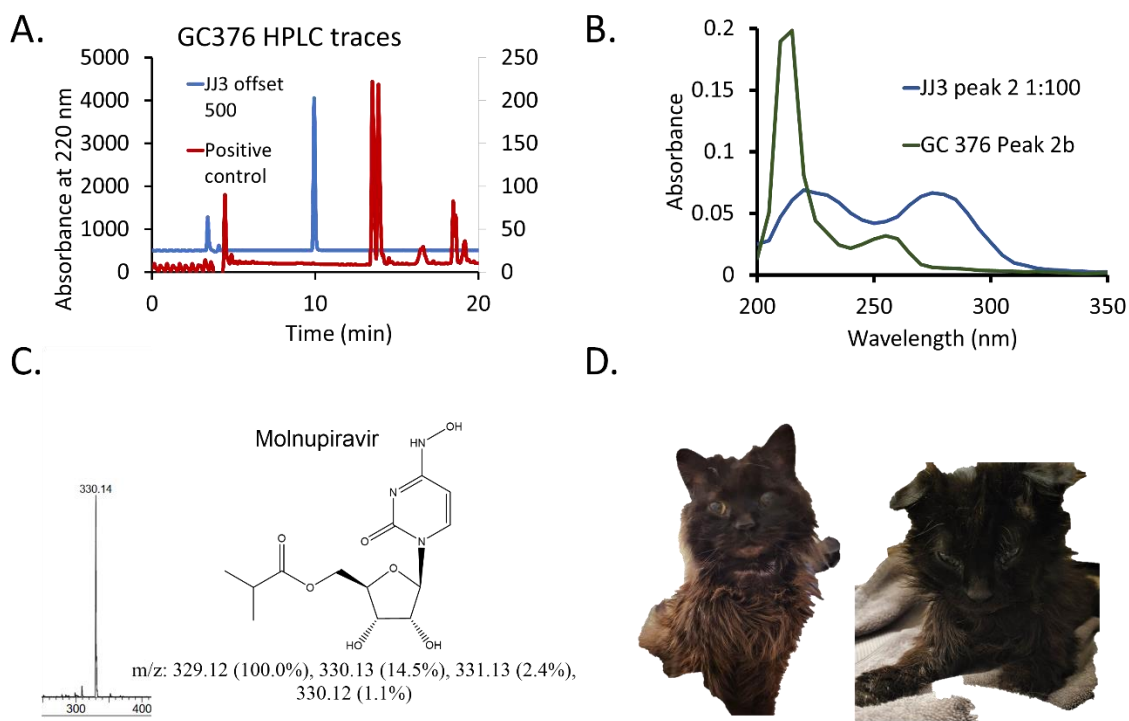 A.
GC376 HPLC traces
5000
4000
3000
2000
1000
0
Absorbance at 220 nm
JJ3 offset
500
Positive
control
250
200
150
100
50
0
0
10
20
Time (min)
B.
0.2
0.15
0.1
0.05
0
Absorbance
JJ3 peak 2 1:100
GC 376 Peak 2b
200
250
300
350
Wavelength (nm)
C.
330.14
300
400
Molnupiravir
OH
HN
N
O
N
O
O
O
HO
OH
m/z: 329.12 (100.0%), 330.13 (14.5%), 331.13 (2.4%),
330.12 (1.1%)
D.